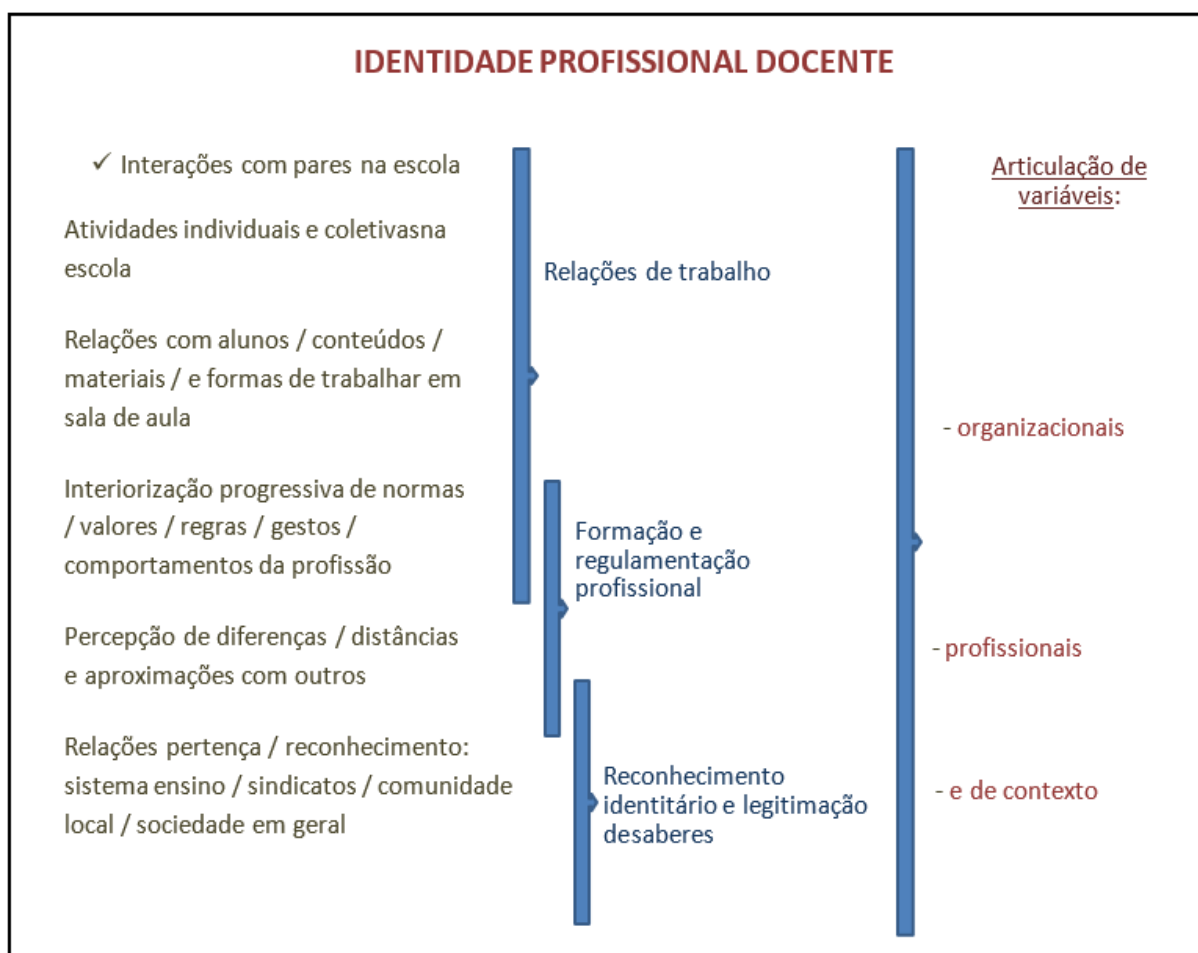 IDENTIDADE PROFISSIONAL DOCENTE
✓ Interações com pares na escola
Atividades individuais e coletivasna
escola
Relações com alunos / conteúdos /
materiais / e formas de trabalhar em
sala de aula
Interiorização progressiva de normas
/ valores / regras / gestos /
comportamentos da profissão
Percepção de diferenças / distâncias
e aproximações com outros
Relações pertença / reconhecimento:
sistema ensino / sindicatos / comunidade
local / sociedade em geral
Relações de trabalho
Formação e
regulamentação
profissional
Reconhecimento
identitário e legitimação
desaberes
Articulação de
variáveis:
- organizacionais
- profissionais
- e de contexto